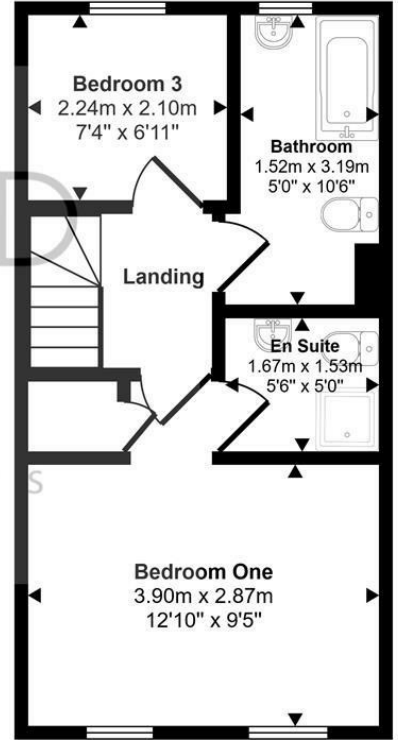 Bedroom 3
2.24m x 2.10m
7'4" x 6'11"
Bathroom
1.52m x 3.19m
5'0" x 10'6"
Landing
En Suite
1.67m x 1.53m
5'6" x 5'0"
Bedroom One
3.90m x 2.87m
12'10" x 9'5"